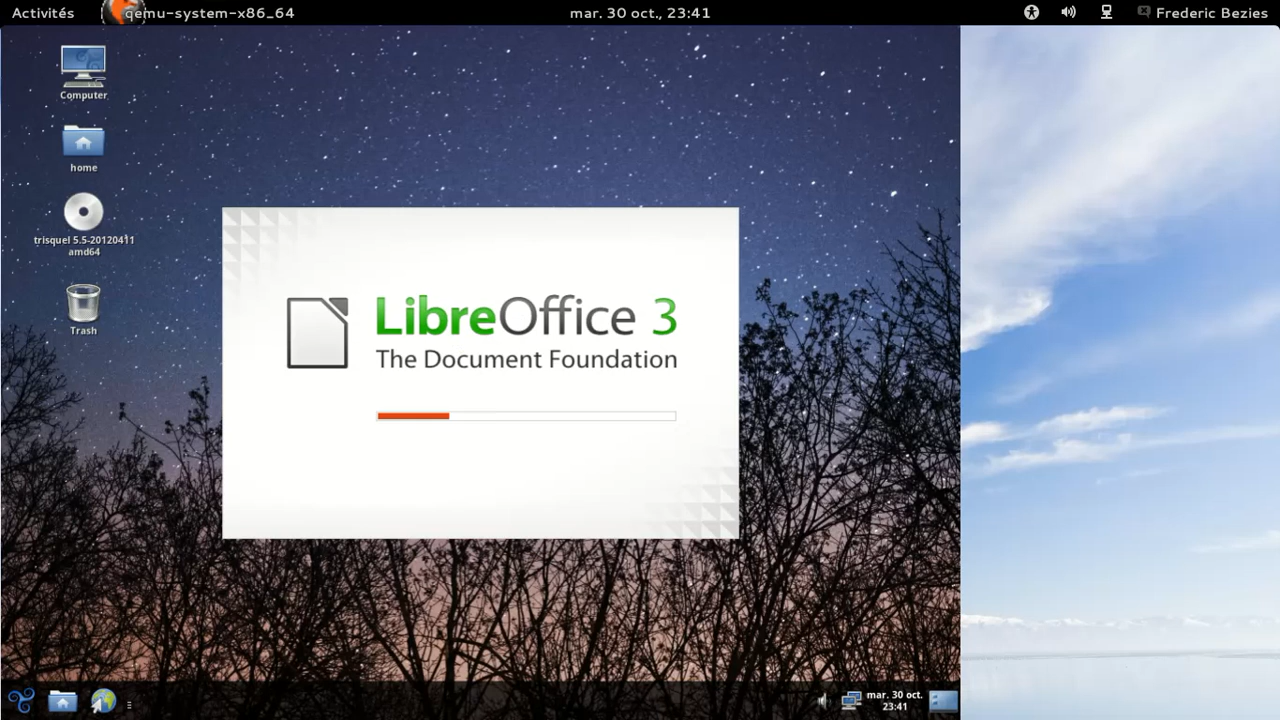 Activités
qemu-system-x86_64
mar. 30 oct., 23:41
Frederic Bezies
Computer
home
trisquel 5.5-20120411
amd64
Trash
LibreOffice 3
The Document Foundation
mar. 30 oct.
23:41